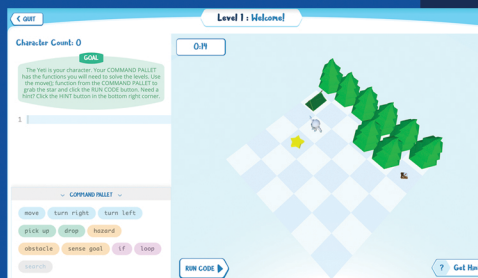 QUIT
Level 1 : Welcome!
Character Count: 0
0:14
GOAL
The Yeti is your character. Your COMMAND PALLET
has the functions you will need to solve the levels. Use
the move(); function from the COMMAND PALLET to
grab the star and click the RUN CODE button. Need a
hint? Click the HINT button in the bottom right corner.
1
COMMAND PALLET
move turn right turn left
pick up drop hazard
obstacle sense goal if loop
search
RUN CODE
? Get